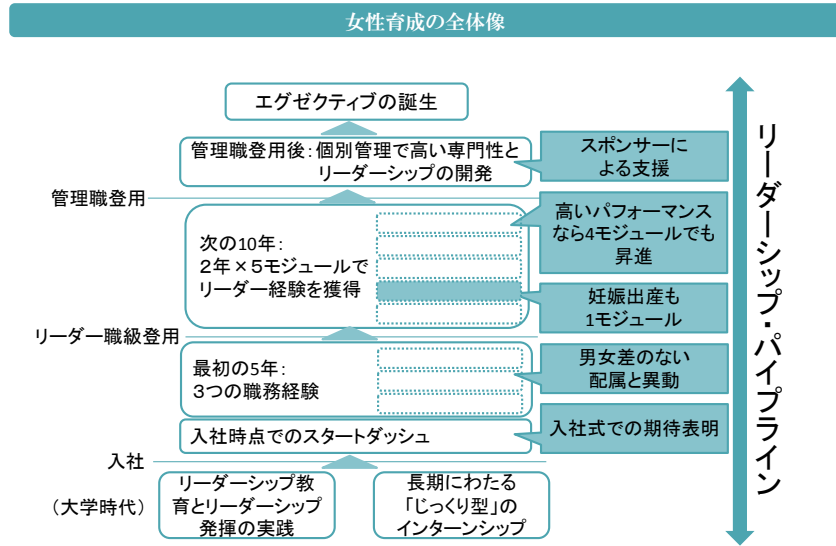 女性育成の全体像
エグゼクティブの誕生
管理職登用後：個別管理で高い専門性と
リーダーシップの開発
スポンサーに
よる支援
管理職登用
次の10年：
２年×５モジュールで
リーダー経験を獲得
高いパフォーマンス
なら4モジュールでも
昇進
妊娠出産も
1モジュール
リーダー職級登用
最初の5年：
３つの職務経験
男女差のない
配属と異動
入社時点でのスタートダッシュ
入社式での期待表明
入社
（大学時代）
リーダーシップ教
育とリーダーシップ
発揮の実践
長期にわたる
「じっくり型」の
インターンシップ
リーダーシップ・パイプライン